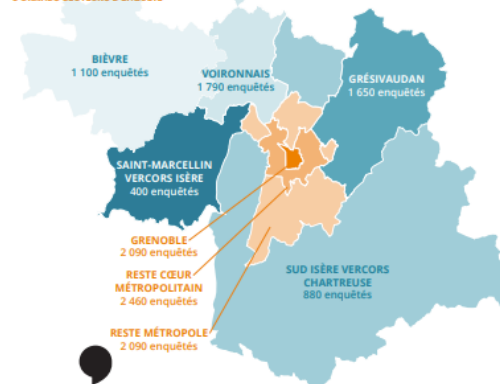 BIÈVRE
1 100 enquêtés
VOIRONNAIS
1 790 enquêtés
GRÉSIVAUDAN
1 650 enquêtés
SAINT-MARCELLIN
VERCORS ISÈRE
400 enquêtés
GRENOBLE
2 090 enquêtés
RESTE CŒUR
MÉTROPOLITAIN
2 460 enquêtés
RESTE MÉTROPOLE
2 090 enquêtés
SUD ISÈRE VERCORS
CHARTREUSE
880 enquêtés